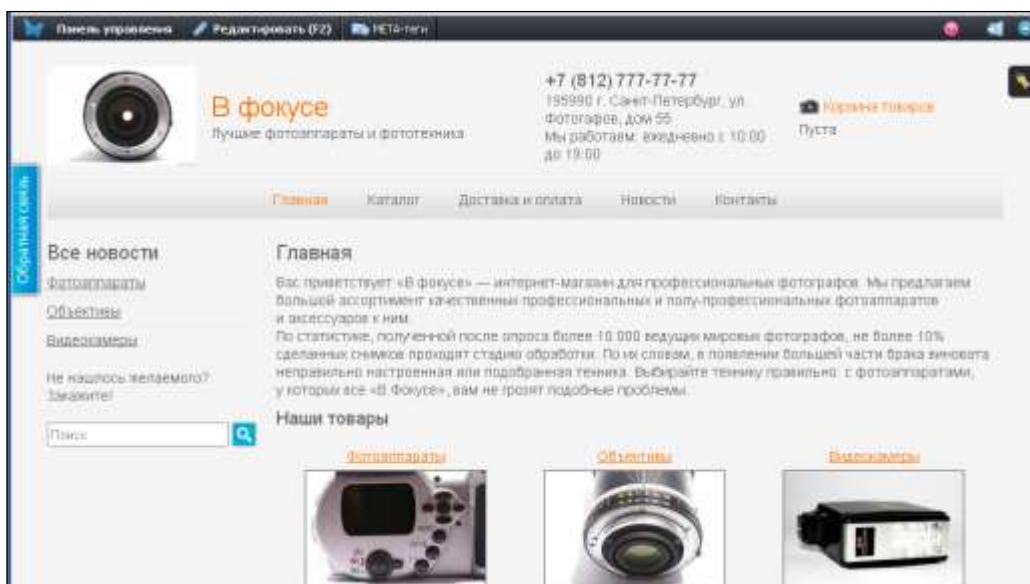 Панель управления Редактировать (F2) META-теги
В фокусе
Лучшие фотоаппараты и фототехника
+7 (812) 777-77-77
195990 г. Санкт-Петербург, ул.
Фотогафов, дом 55
Мы работаем: ежедневно с 10:00
до 19:00
Корзина товаров
Пуста
Обратная связь
Главная Каталог Доставка и оплата Новости Контакты
Все новости
Фотоаппараты
Объективы
Видеокамеры
Не нашлось желаемого?
Закажите!
Поиск
Главная
Вас приветствует «В фокусе» — интернет-магазин для профессиональных фотографов. Мы предлагаем
большой ассортимент качественных профессиональных и полу-профессиональных фотоаппаратов
и аксессуаров к ним.
По статистике, полученной после опроса более 10 000 ведущих мировых фотографов, не более 10%
сделанных снимков проходят стадию обработки. По их словам, в появлении большей части брака виновата
неправильно настроенная или подобранная техника. Выбирайте технику правильно: с фотоаппаратами,
у которых все «В Фокусе», вам не грозят подобные проблемы.
Наши товары
Фотоаппараты Объективы Видеокамеры